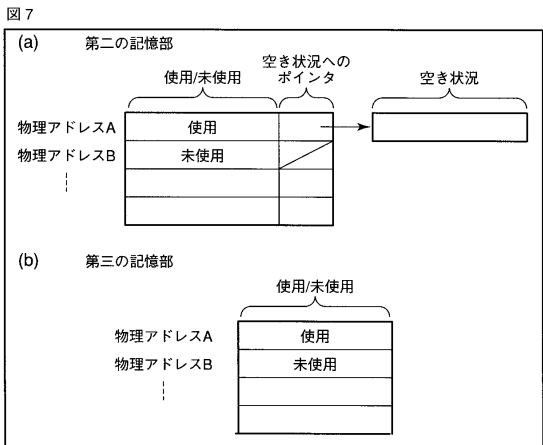 図7
(a) 第二の記憶部
使用/未使用
空き状況への
ポインタ
空き状況
物理アドレスA
使用
物理アドレスB
未使用
(b) 第三の記憶部
使用/未使用
物理アドレスA
使用
物理アドレスB
未使用